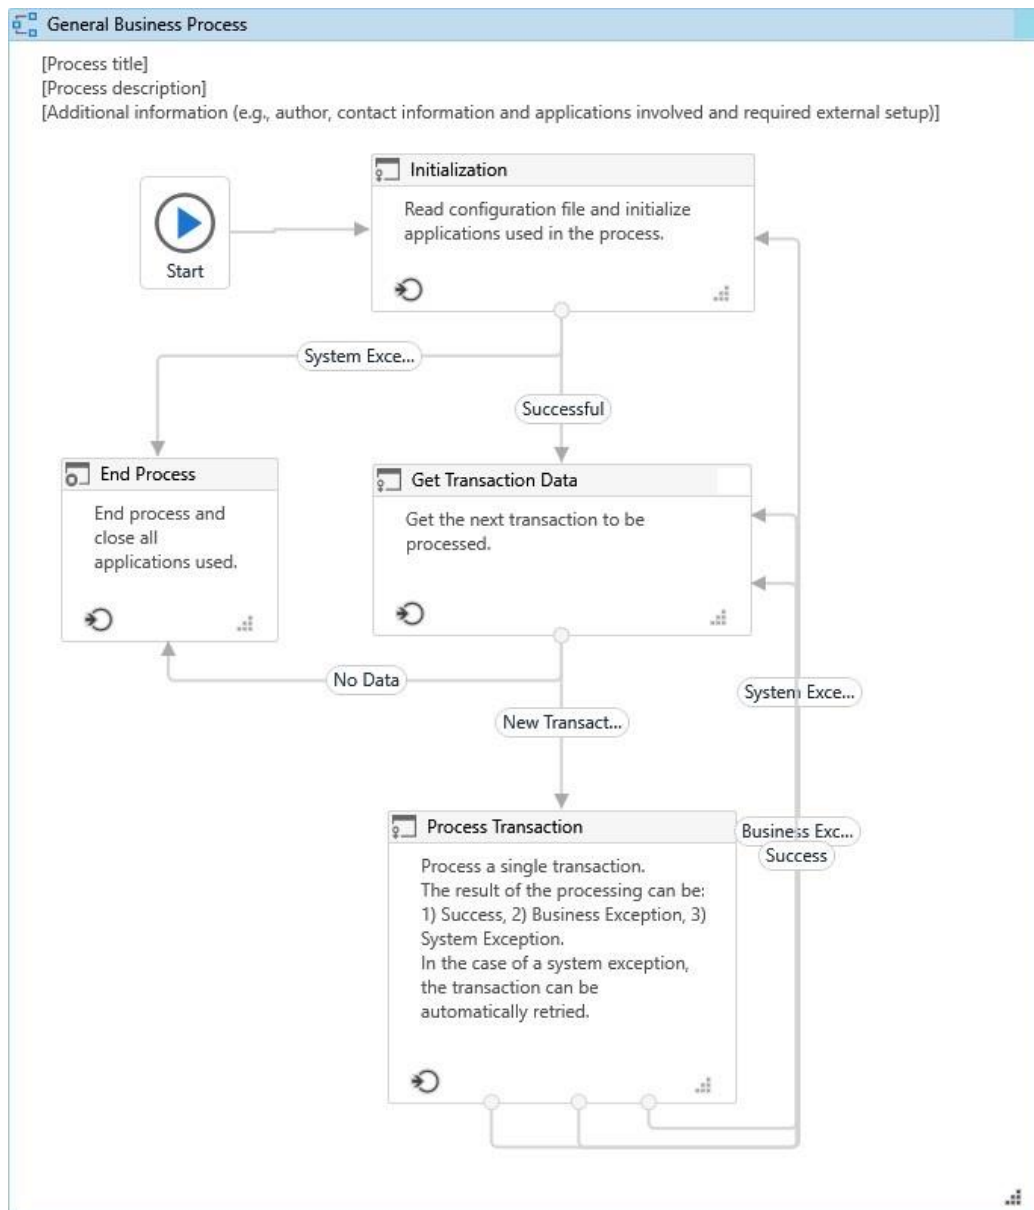 General Business Process
[Process title]
[Process description]
[Additional information (e.g., author, contact information and applications involved and required external setup)]
Initialization
Read configuration file and initialize
applications used in the process.
Start
System Exce...
Successful
End Process
End process and
close all
applications used.
Get Transaction Data
Get the next transaction to be
processed.
No Data
System Exce...
New Transact...
Process Transaction
Process a single transaction.
The result of the processing can be:
1) Success, 2) Business Exception, 3)
System Exception.
In the case of a system exception,
the transaction can be
automatically retried.
Business Exc...
Success